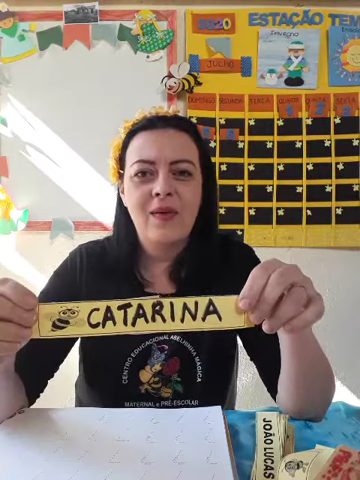 2020
ESTAÇÃO TEM
Inverno
JULHO
DOMINGO SEGUNDA TERÇA QUARTA QUINTA SEXTA
CATARINA
CENTRO EDUCACIONAL ABELHINHA MÁGICA
MATERNAL e PRÉ-ESCOLAR
JOÃO LUCAS